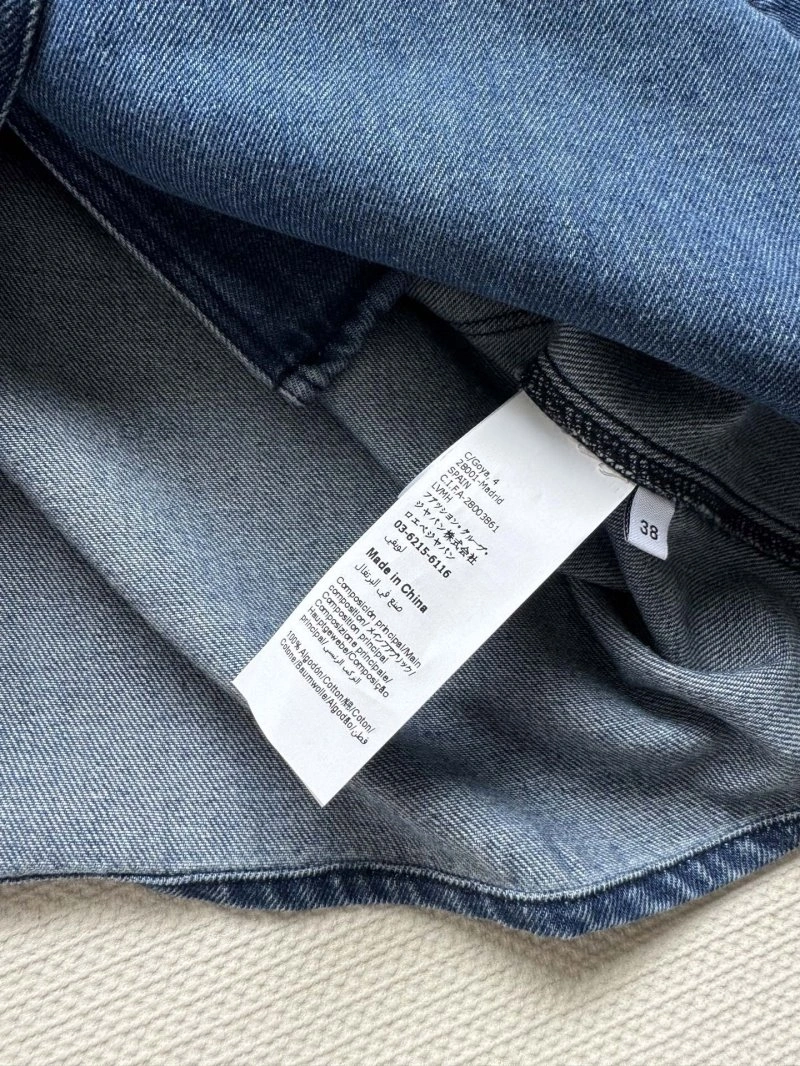 C/Goya, 4
28001-Madrid
SPAIN
C.I.F.A-28003861
LVMH
ファッション・グループ・
ジャパン株式会社
ロエベジャパン
03-6215-6116
لويفي
Made in China
صنع في البرتغال
Composición principal/Main
composition/メインファブリック/
Composition principal
Hauptgewebe/Composição
Composizione principale/
principal/التركيب الرئيسي
100% Algodón/Cotton/綿/Coton/
Cotone/Baumwolle/Algodão/قطن
38